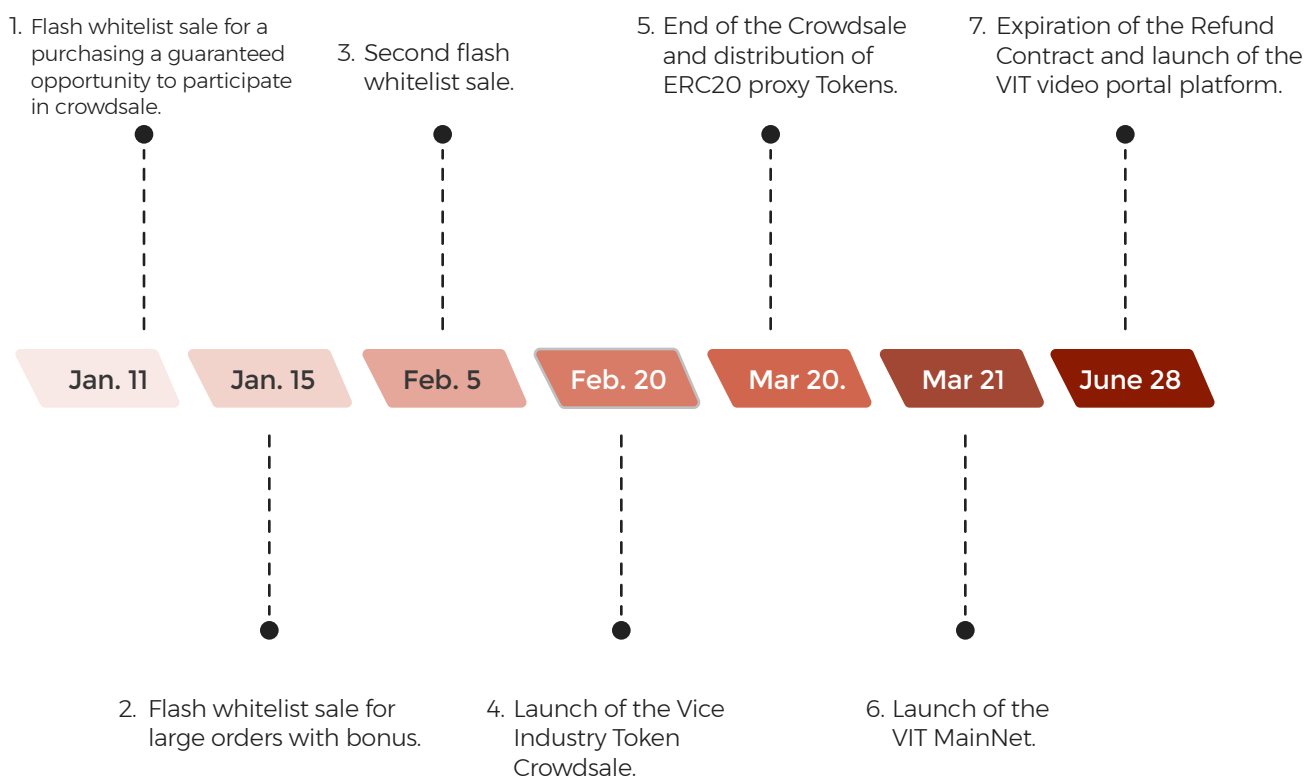 1. Flash whitelist sale for a
purchasing a guaranteed
opportunity to participate
in crowdsale.
3. Second flash
whitelist sale.
5. End of the Crowdsale
and distribution of
ERC20 proxy Tokens.
7. Expiration of the Refund
Contract and launch of the
VIT video portal platform.
Jan. 11
Jan. 15
Feb. 5
Feb. 20
Mar 20.
Mar 21
June 28
2. Flash whitelist sale for
large orders with bonus.
4. Launch of the Vice
Industry Token
Crowdsale.
6. Launch of the
VIT MainNet.